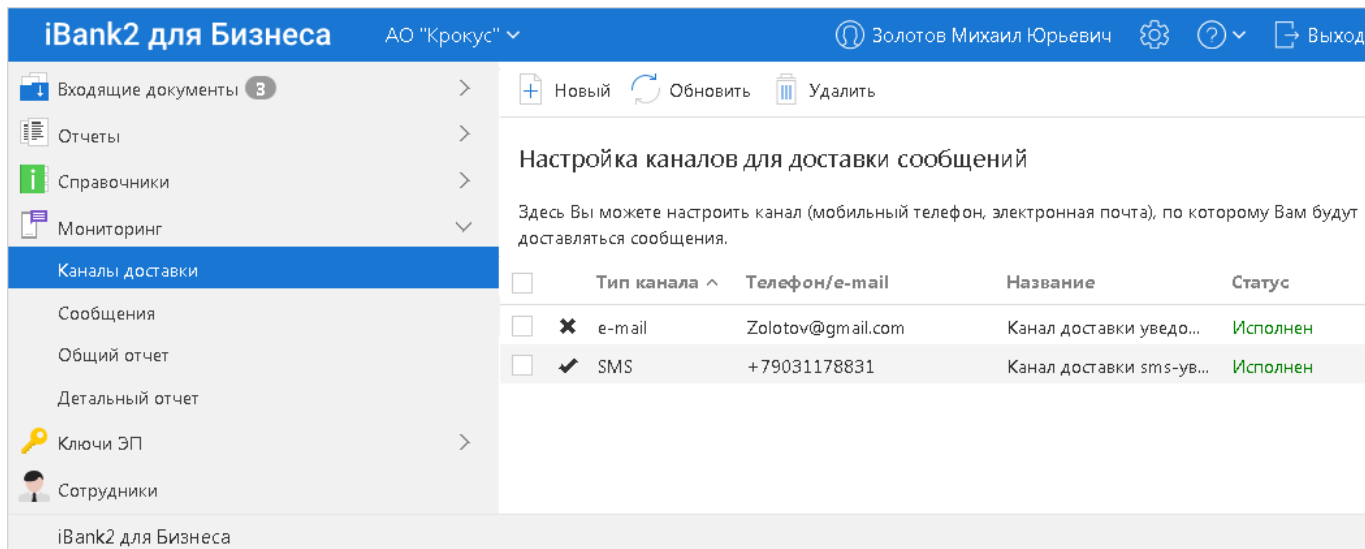 iBank2 для Бизнеса АО "Крокус" Золотов Михаил Юрьевич Выход
Входящие документы 3
Отчеты
Справочники
Мониторинг
Каналы доставки
Сообщения
Общий отчет
Детальный отчет
Ключи ЭП
Сотрудники
Новый Обновить Удалить
Настройка каналов для доставки сообщений
Здесь Вы можете настроить канал (мобильный телефон, электронная почта), по которому Вам будут
доставляться сообщения.
Тип канала Телефон/e-mail Название Статус
e-mail Zolotov@gmail.com Канал доставки уведо... Исполнен
SMS +79031178831 Канал доставки sms-ув... Исполнен
iBank2 для Бизнеса